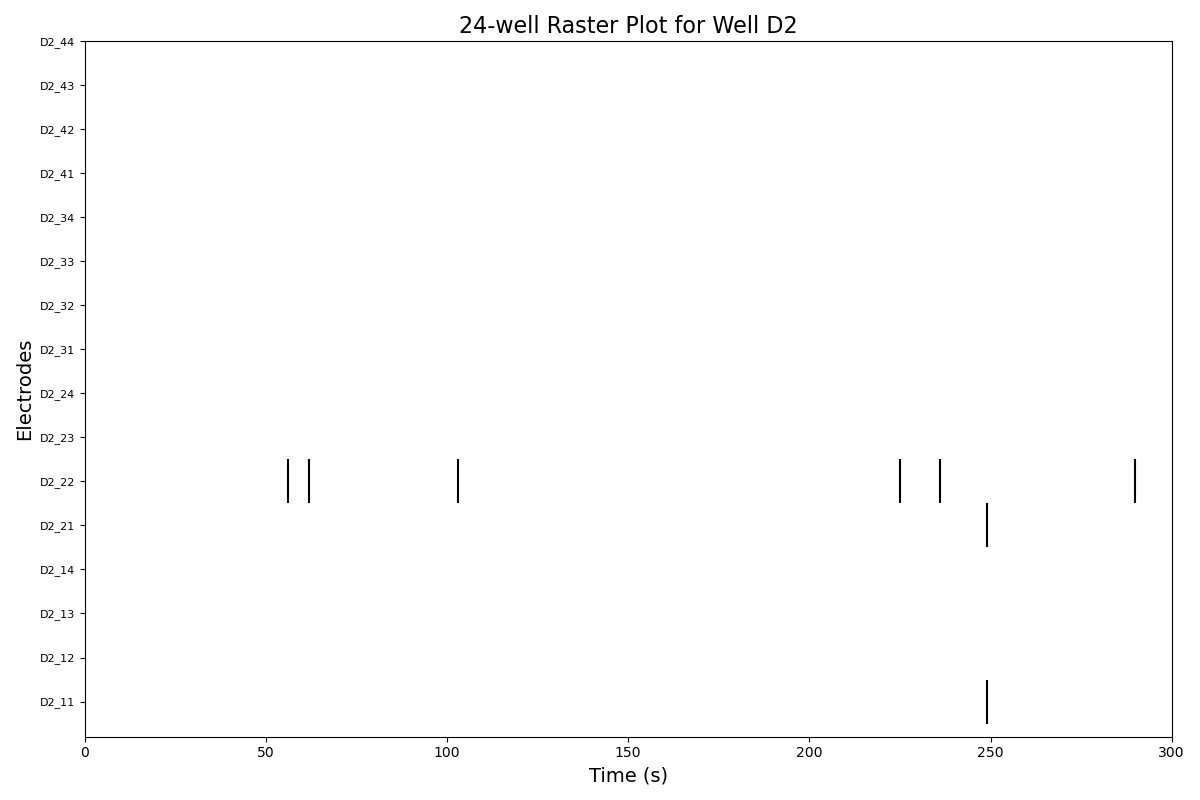 24-well Raster Plot for Well D2
D2_44
D2_43
D2_42
D2_41
D2_34
D2_33
D2_32
D2_31
D2_24
D2_23
D2_22
D2_21
D2_14
D2_13
D2_12
D2_11
Electrodes
0 50 100 150 200 250 300
Time (s)